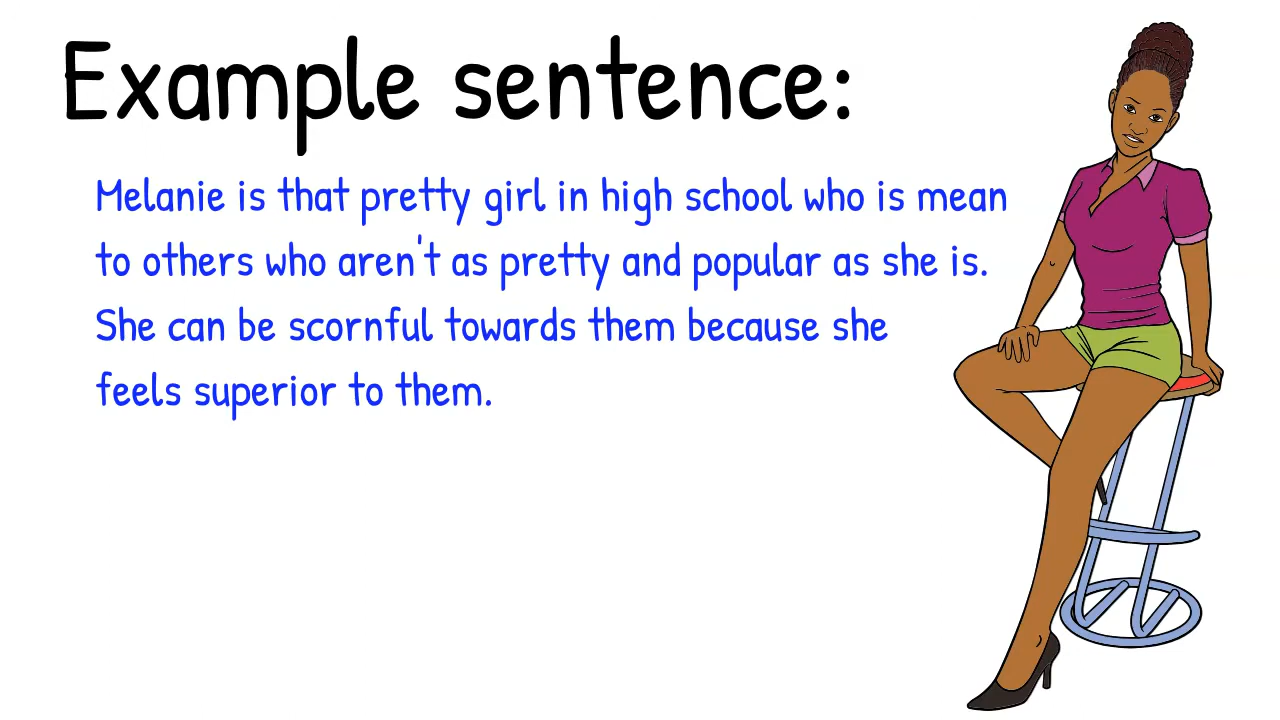 Example sentence:
Melanie is that pretty girl in high school who is mean
to others who aren't as pretty and popular as she is.
She can be scornful towards them because she
feels superior to them.